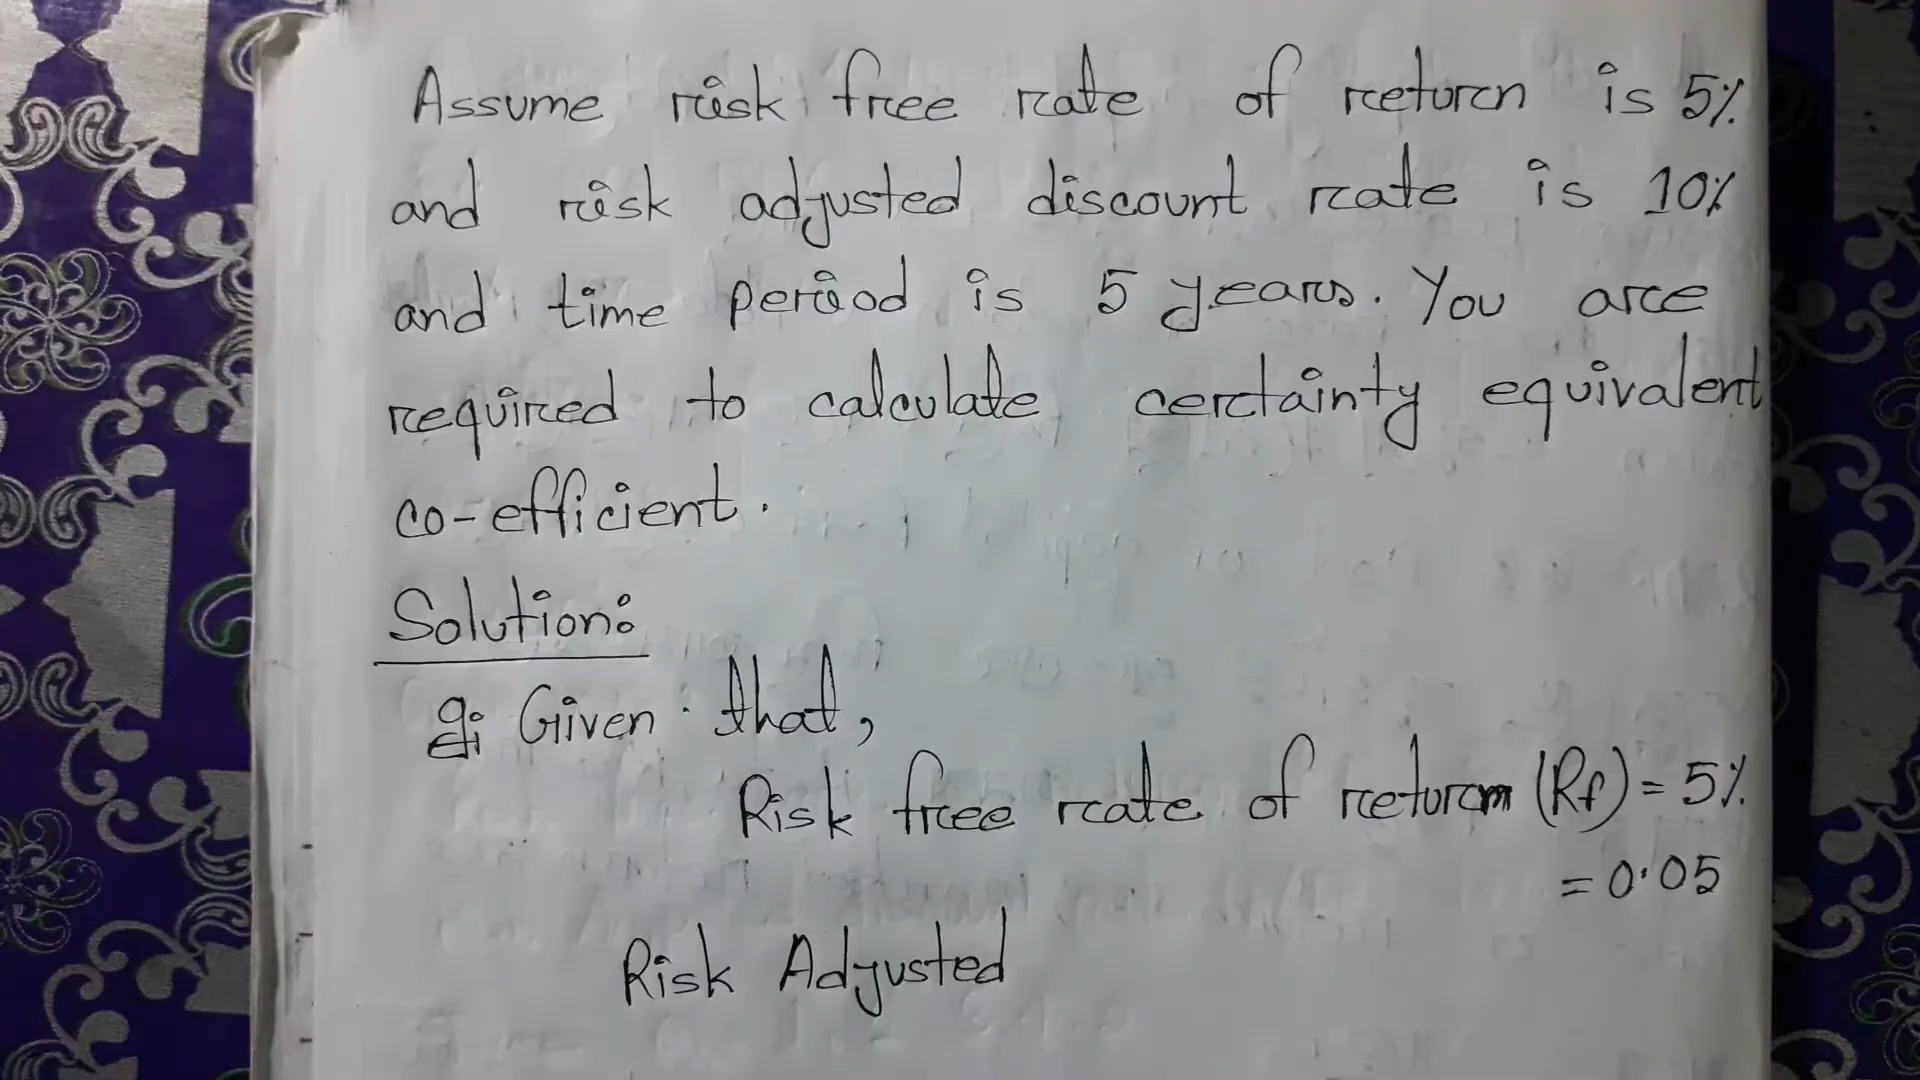 Assume risk free rate of return is 5%
and risk adjusted discount rate is 10%
and time period is 5 years. You are
required to calculate certainty equivalent
co-efficient.
Solution:
Given that,
Risk free rate of return (Rf) = 5%
= 0.05
Risk Adjusted